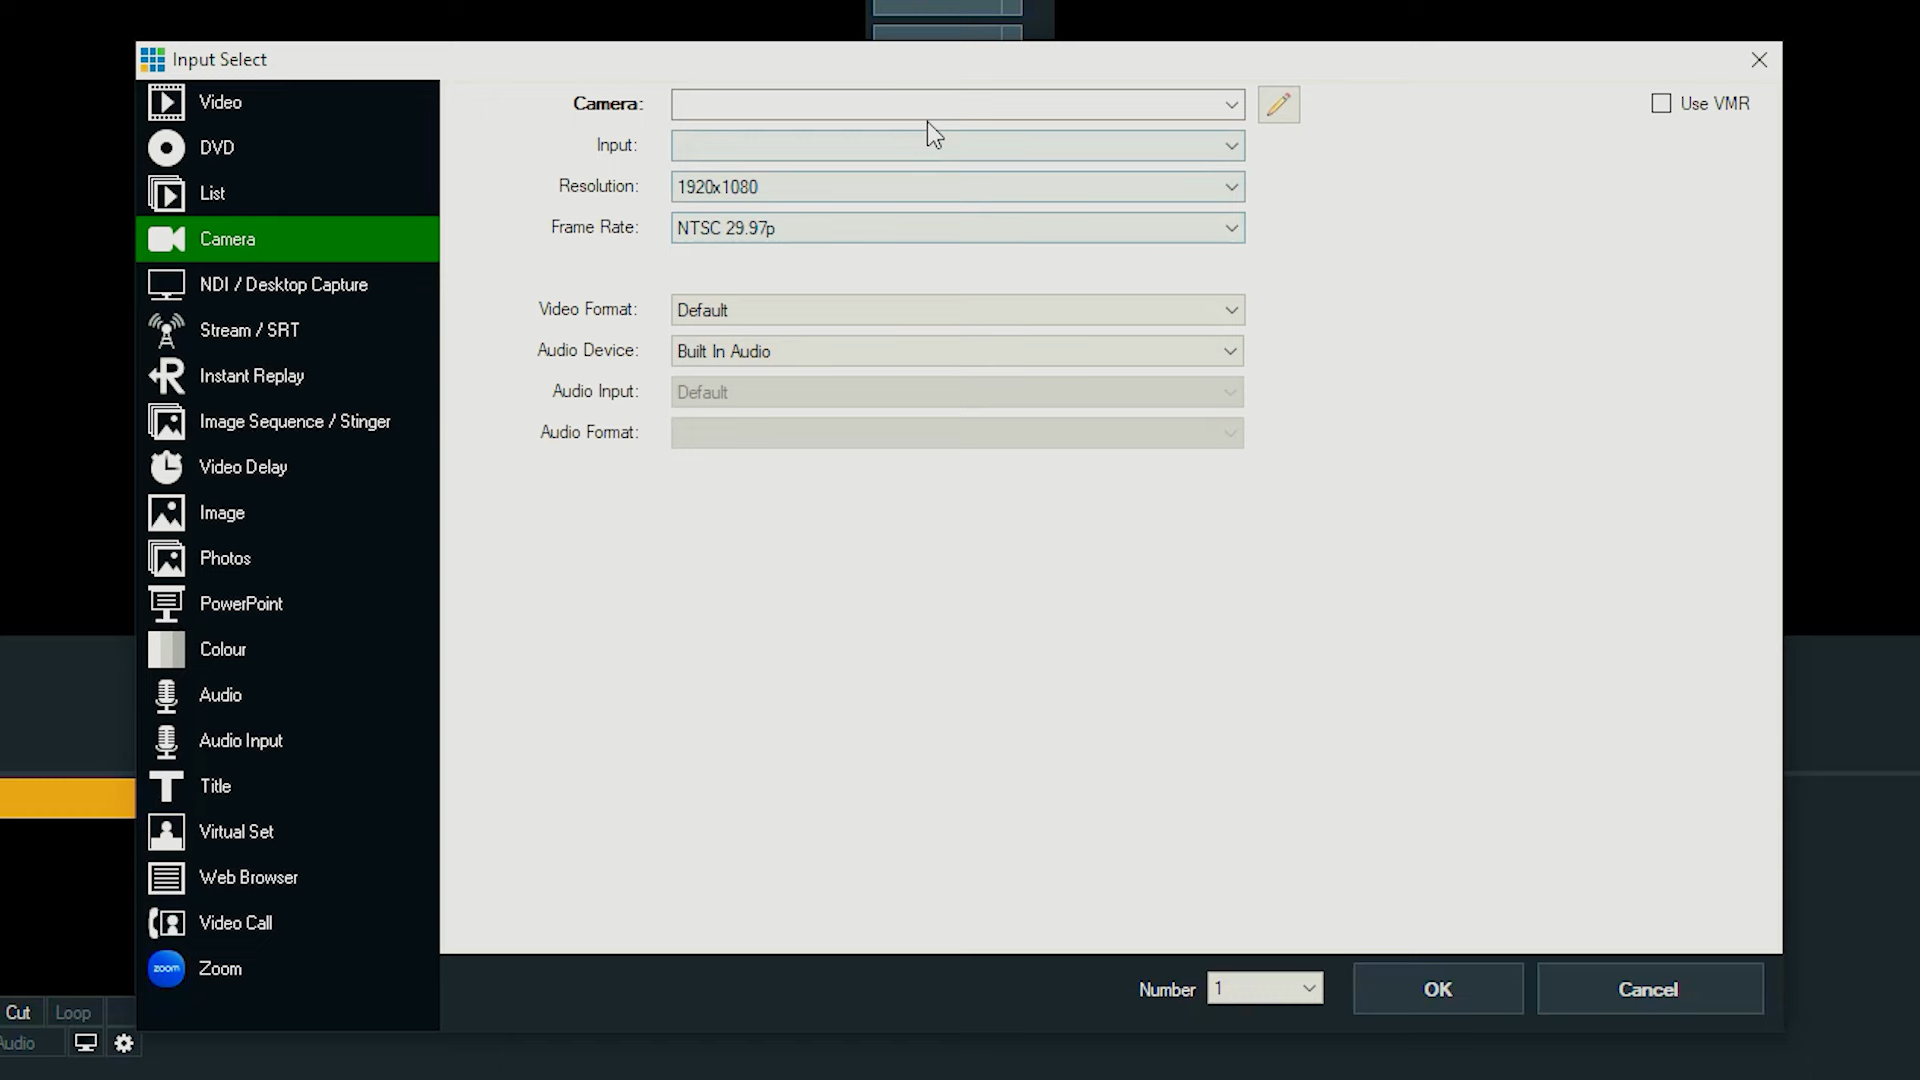 Input Select
Video
DVD
List
Camera
NDI / Desktop Capture
Stream / SRT
Instant Replay
Image Sequence / Stinger
Video Delay
Image
Photos
PowerPoint
Colour
Audio
Audio Input
Title
Virtual Set
Web Browser
Video Call
zoom Zoom
Camera:
Use VMR
Input:
Resolution: 1920x1080
Frame Rate: NTSC 29.97p
Video Format: Default
Audio Device: Built In Audio
Audio Input: Default
Audio Format:
Number 1 OK Cancel
Cut Loop
Audio